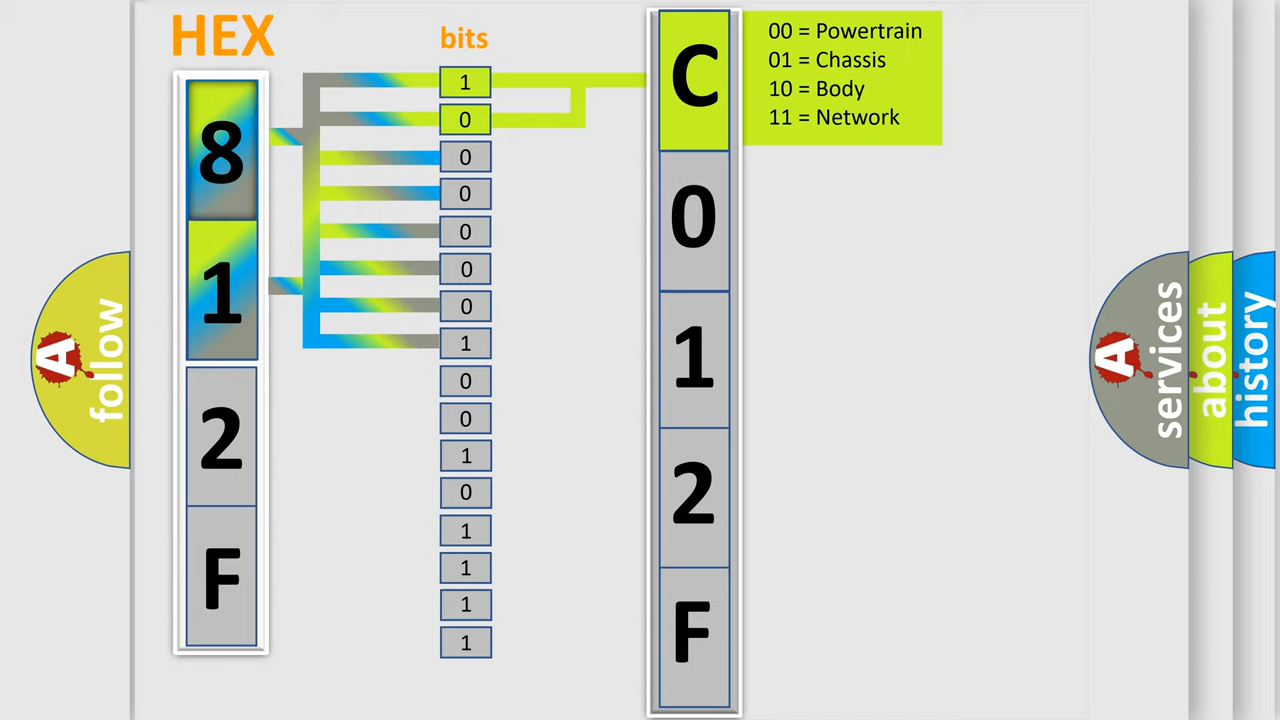 HEX
bits
8
1
2
F
1
0
0
0
0
0
0
1
0
0
1
0
1
1
1
1
C
0
1
2
F
00 = Powertrain
01 = Chassis
10 = Body
11 = Network
A
follow
A
services
about
history